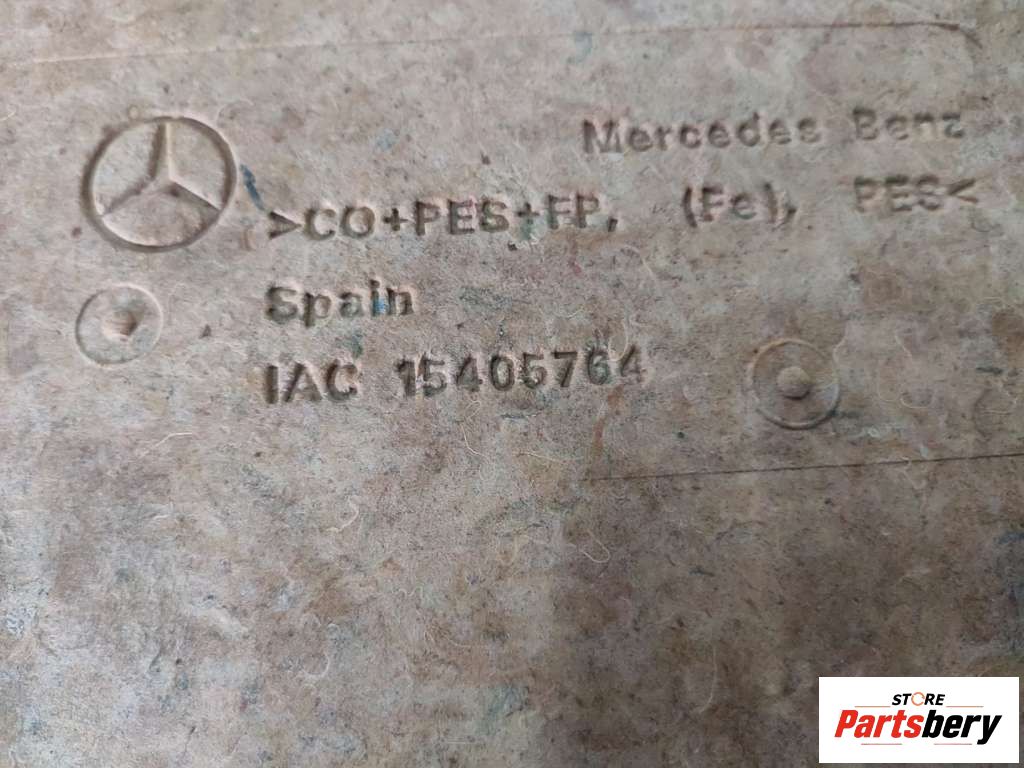 Mercedes Benz
>CO+PES+FP, (Fe), PES<
Spain
IAC 15405764
STORE
Partsbery